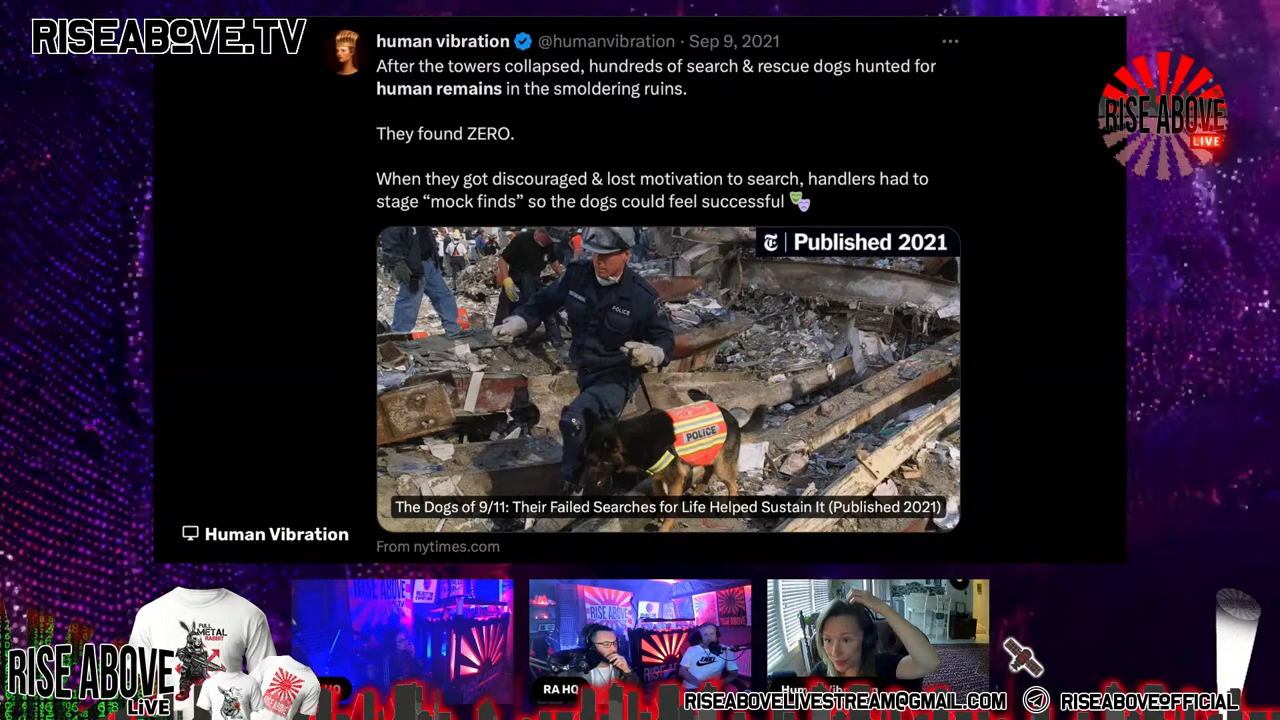 RISEABOVE.TV
human vibration @humanvibration · Sep 9, 2021
After the towers collapsed, hundreds of search & rescue dogs hunted for
human remains in the smoldering ruins.
They found ZERO.
When they got discouraged & lost motivation to search, handlers had to
stage “mock finds” so the dogs could feel successful
RISE ABOVE
LIVE
Published 2021
POLICE
POLICE
The Dogs of 9/11: Their Failed Searches for Life Helped Sustain It (Published 2021)
From nytimes.com
Human Vibration
FULL
METAL
RABBIT
RISE ABOVE
LIVE
RISE ABOVE
RA HQ
RISEABOVELIVESTREAM@GMAIL.COM
RISEABOVEOFFICIAL